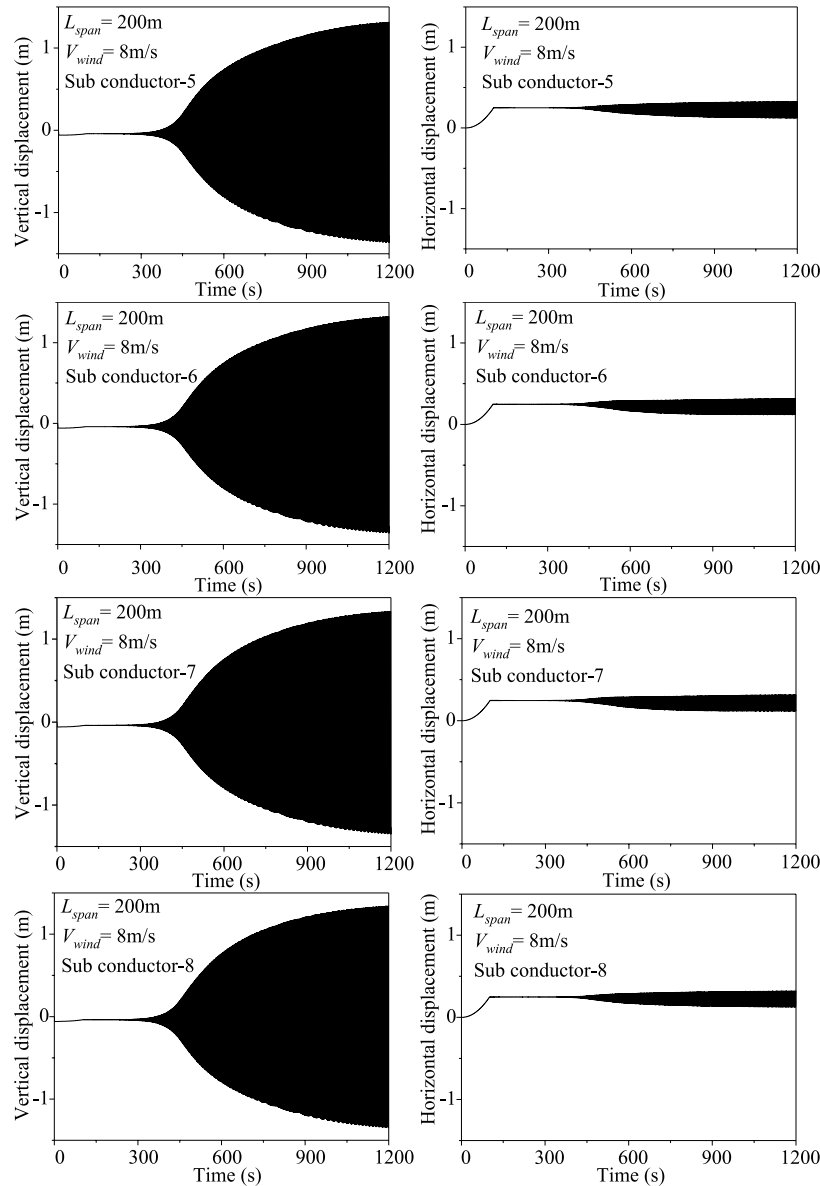 L_span = 200m
V_wind = 8m/s
Sub conductor-5
Vertical displacement (m)
1
0
-1
0 300 600 900 1200
Time (s)
L_span = 200m
V_wind = 8m/s
Sub conductor-5
Horizontal displacement (m)
1
0
-1
0 300 600 900 1200
Time (s)
L_span = 200m
V_wind = 8m/s
Sub conductor-6
Vertical displacement (m)
1
0
-1
0 300 600 900 1200
Time (s)
L_span = 200m
V_wind = 8m/s
Sub conductor-6
Horizontal displacement (m)
1
0
-1
0 300 600 900 1200
Time (s)
L_span = 200m
V_wind = 8m/s
Sub conductor-7
Vertical displacement (m)
1
0
-1
0 300 600 900 1200
Time (s)
L_span = 200m
V_wind = 8m/s
Sub conductor-7
Horizontal displacement (m)
1
0
-1
0 300 600 900 1200
Time (s)
L_span = 200m
V_wind = 8m/s
Sub conductor-8
Vertical displacement (m)
1
0
-1
0 300 600 900 1200
Time (s)
L_span = 200m
V_wind = 8m/s
Sub conductor-8
Horizontal displacement (m)
1
0
-1
0 300 600 900 1200
Time (s)